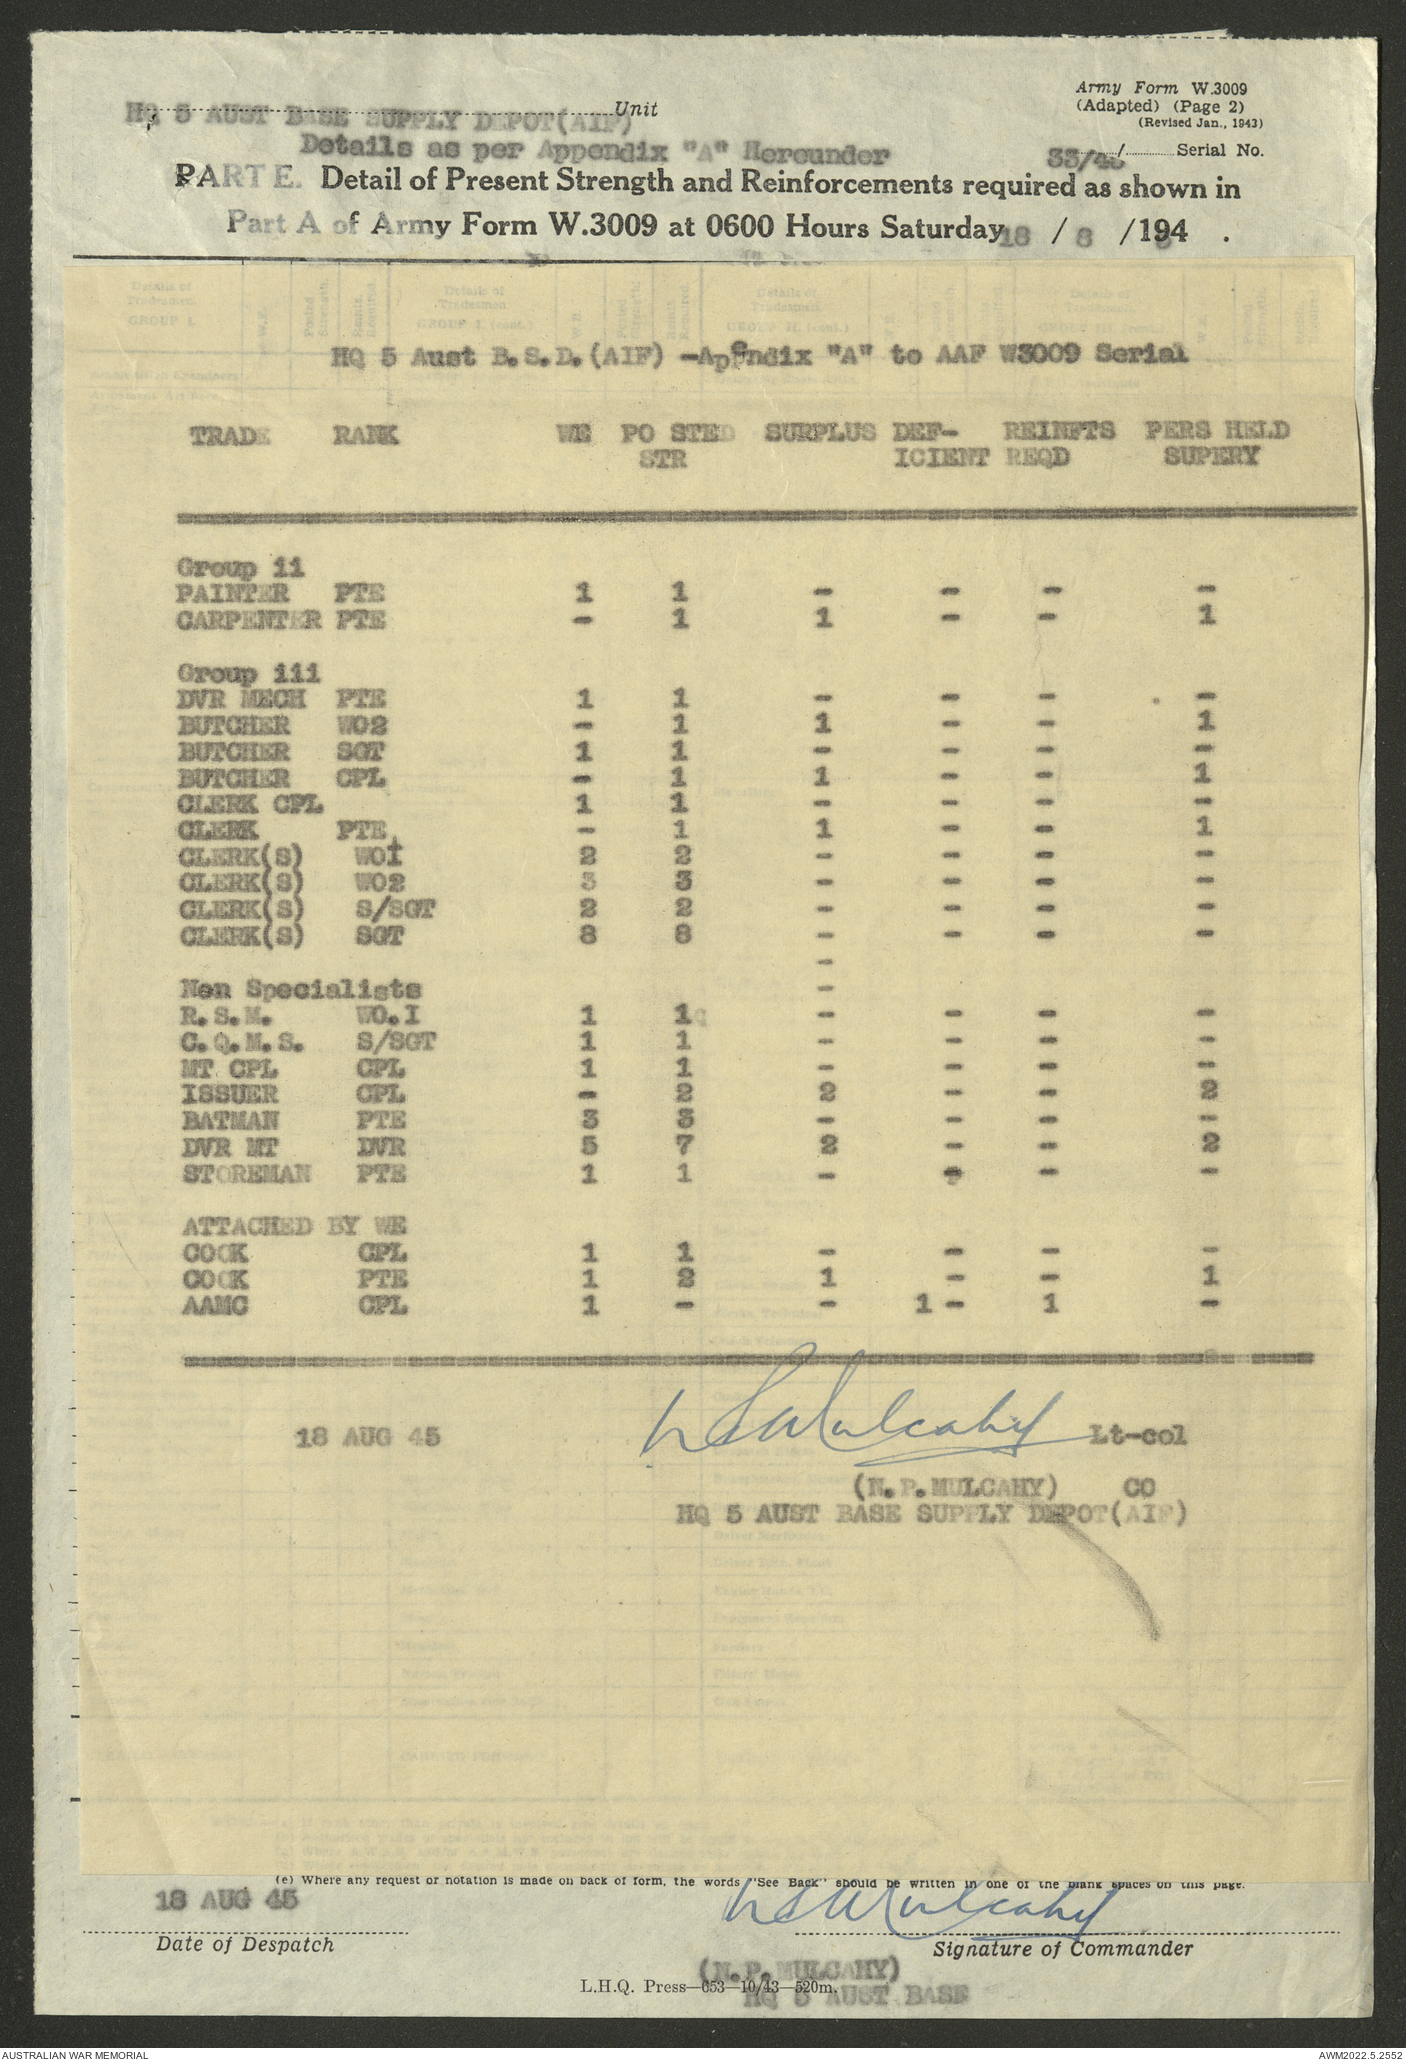 Army Form W.3009
(Adapted) (Page 2)
(Revised Jan., 1943)
HQ 5 AUST BASE SUPPLY DEPOT(AIF) Unit
Details as per Appendix "A" Hereunder
33/45 / Serial No.
PART E. Detail of Present Strength and Reinforcements required as shown in
Part A of Army Form W.3009 at 0600 Hours Saturday 18 / 8 /194 .
HQ 5 Aust B.S.D.(AIF) -Appendix "A" to AAF W3009 Serial
TRADE RANK WE PO STED SURPLUS DEF- REINFTS PERS HELD
STR ICIENT REQD SUPERY
Group ii
PAINTER PTE 1 1 - - - -
CARPENTER PTE - 1 1 - - 1
Group iii
DVR MECH PTE 1 1 - - - -
BUTCHER WO2 - 1 1 - - 1
BUTCHER SGT 1 1 - - - -
BUTCHER CPL - 1 1 - - 1
CLERK CPL 1 1 - - - -
CLERK PTE - 1 1 - - 1
CLERK(S) WO1 2 2 - - - -
CLERK(S) WO2 3 3 - - - -
CLERK(S) S/SGT 2 2 - - - -
CLERK(S) SGT 8 8 - - - -
-
Non Specialists -
R.S.M. WO.I 1 1 - - - -
C.Q.M.S. S/SGT 1 1 - - - -
MT CPL CPL 1 1 - - - -
ISSUER CPL - 2 2 - - 2
BATMAN PTE 3 3 - - - -
DVR MT DVR 5 7 2 - - 2
STOREMAN PTE 1 1 - - - -
ATTACHED BY WE
COCK CPL 1 1 - - - -
COCK PTE 1 2 1 - - 1
AAMC CPL 1 - - 1 - 1 -
18 AUG 45 N P Mulcahy Lt-col
(N.P.MULCAHY) CO
HQ 5 AUST BASE SUPPLY DEPOT(AIF)
(e) Where any request or notation is made on back of form, the words "See Back" should be written in one of the blank spaces on this page.
18 AUG 45 N P Mulcahy
Date of Despatch Signature of Commander
(N.P.MULCAHY)
L.H.Q. Press—653—10/43—520m.
HQ 5 AUST BASE
AUSTRALIAN WAR MEMORIAL AWM2022.5.2552